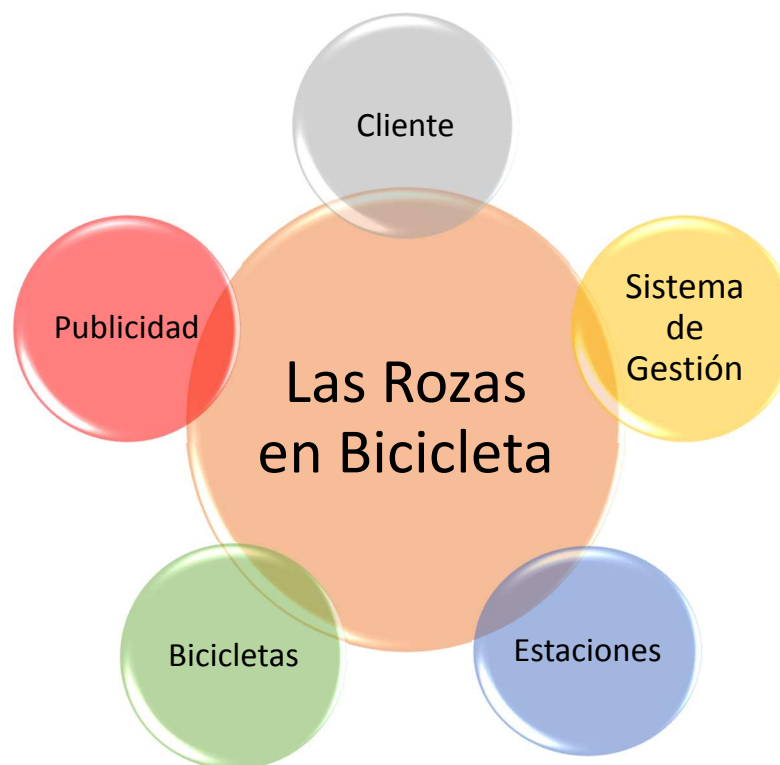 Cliente
Publicidad
Sistema
de
Gestión
Las Rozas
en Bicicleta
Bicicletas
Estaciones